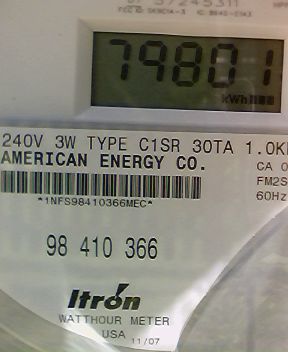 79801
kWh
240V 3W TYPE C1SR 30TA 1.0K
AMERICAN ENERGY CO.
CA 0
FM2S
60Hz
*1NFS98410366MEC*
98 410 366
Itrón
WATTHOUR METER
USA 11/07